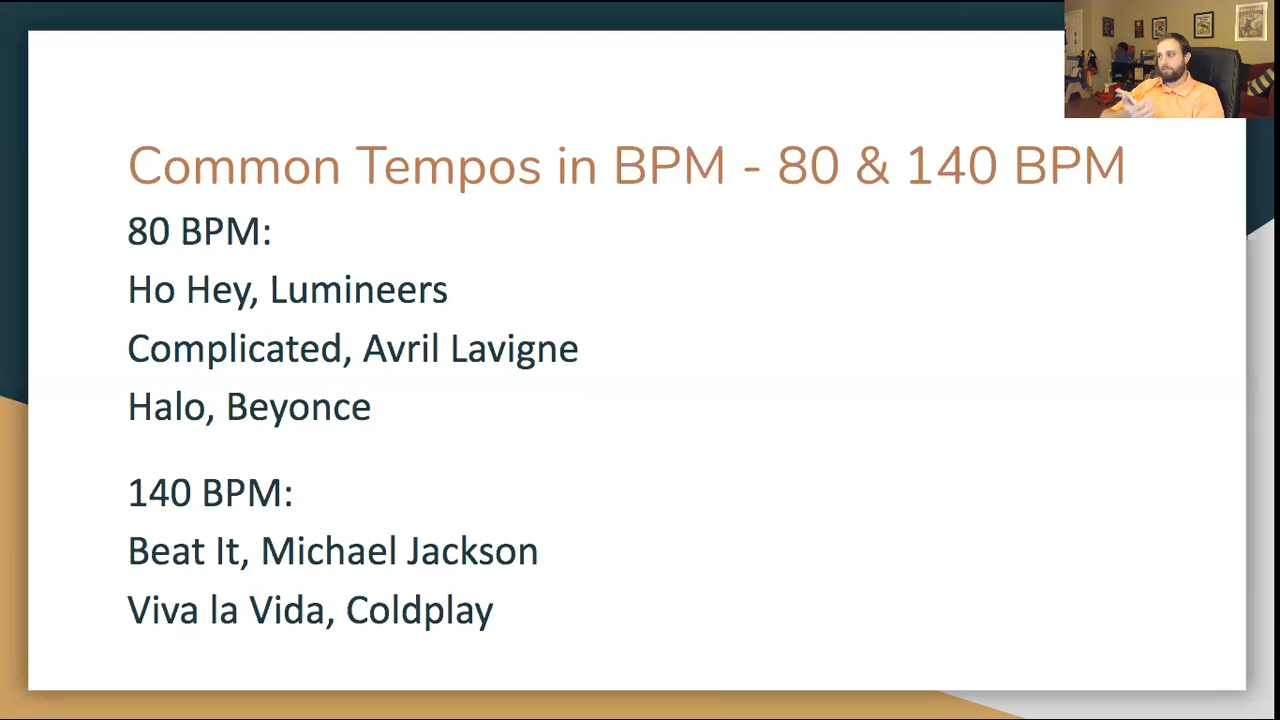 Common Tempos in BPM - 80 & 140 BPM
80 BPM:
Ho Hey, Lumineers
Complicated, Avril Lavigne
Halo, Beyonce
140 BPM:
Beat It, Michael Jackson
Viva la Vida, Coldplay